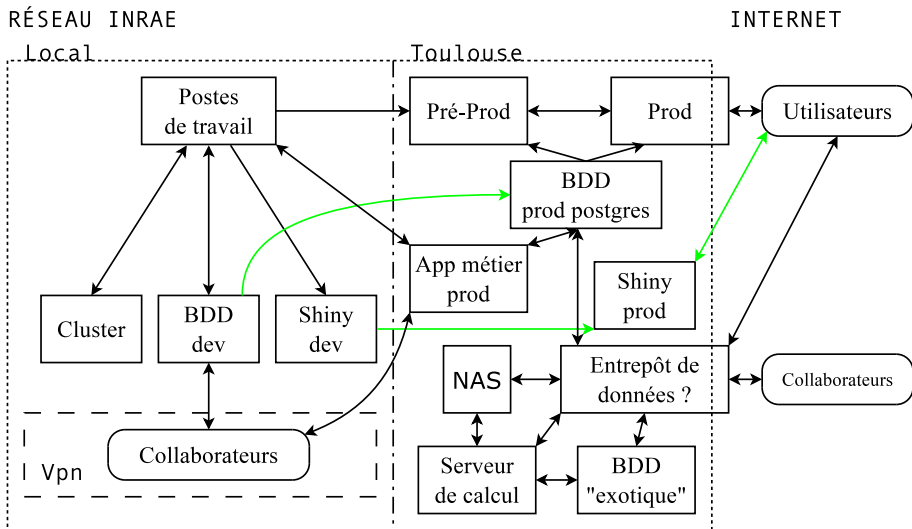 RÉSEAU INRAE
INTERNET
Local
Toulouse
Postes
de travail
Pré-Prod
Prod
Utilisateurs
BDD
prod postgres
App métier
prod
Shiny
prod
Cluster
BDD
dev
Shiny
dev
NAS
Entrepôt de
données ?
Collaborateurs
Collaborateurs
Vpn
Serveur
de calcul
BDD
"exotique"